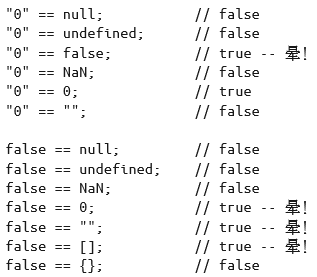 "0" == null;           // false
"0" == undefined;      // false
"0" == false;          // true -- 晕!
"0" == NaN;            // false
"0" == 0;              // true
"0" == "";             // false

false == null;         // false
false == undefined;    // false
false == NaN;          // false
false == 0;            // true -- 晕!
false == "";           // true -- 晕!
false == [];           // true -- 晕!
false == {};           // false